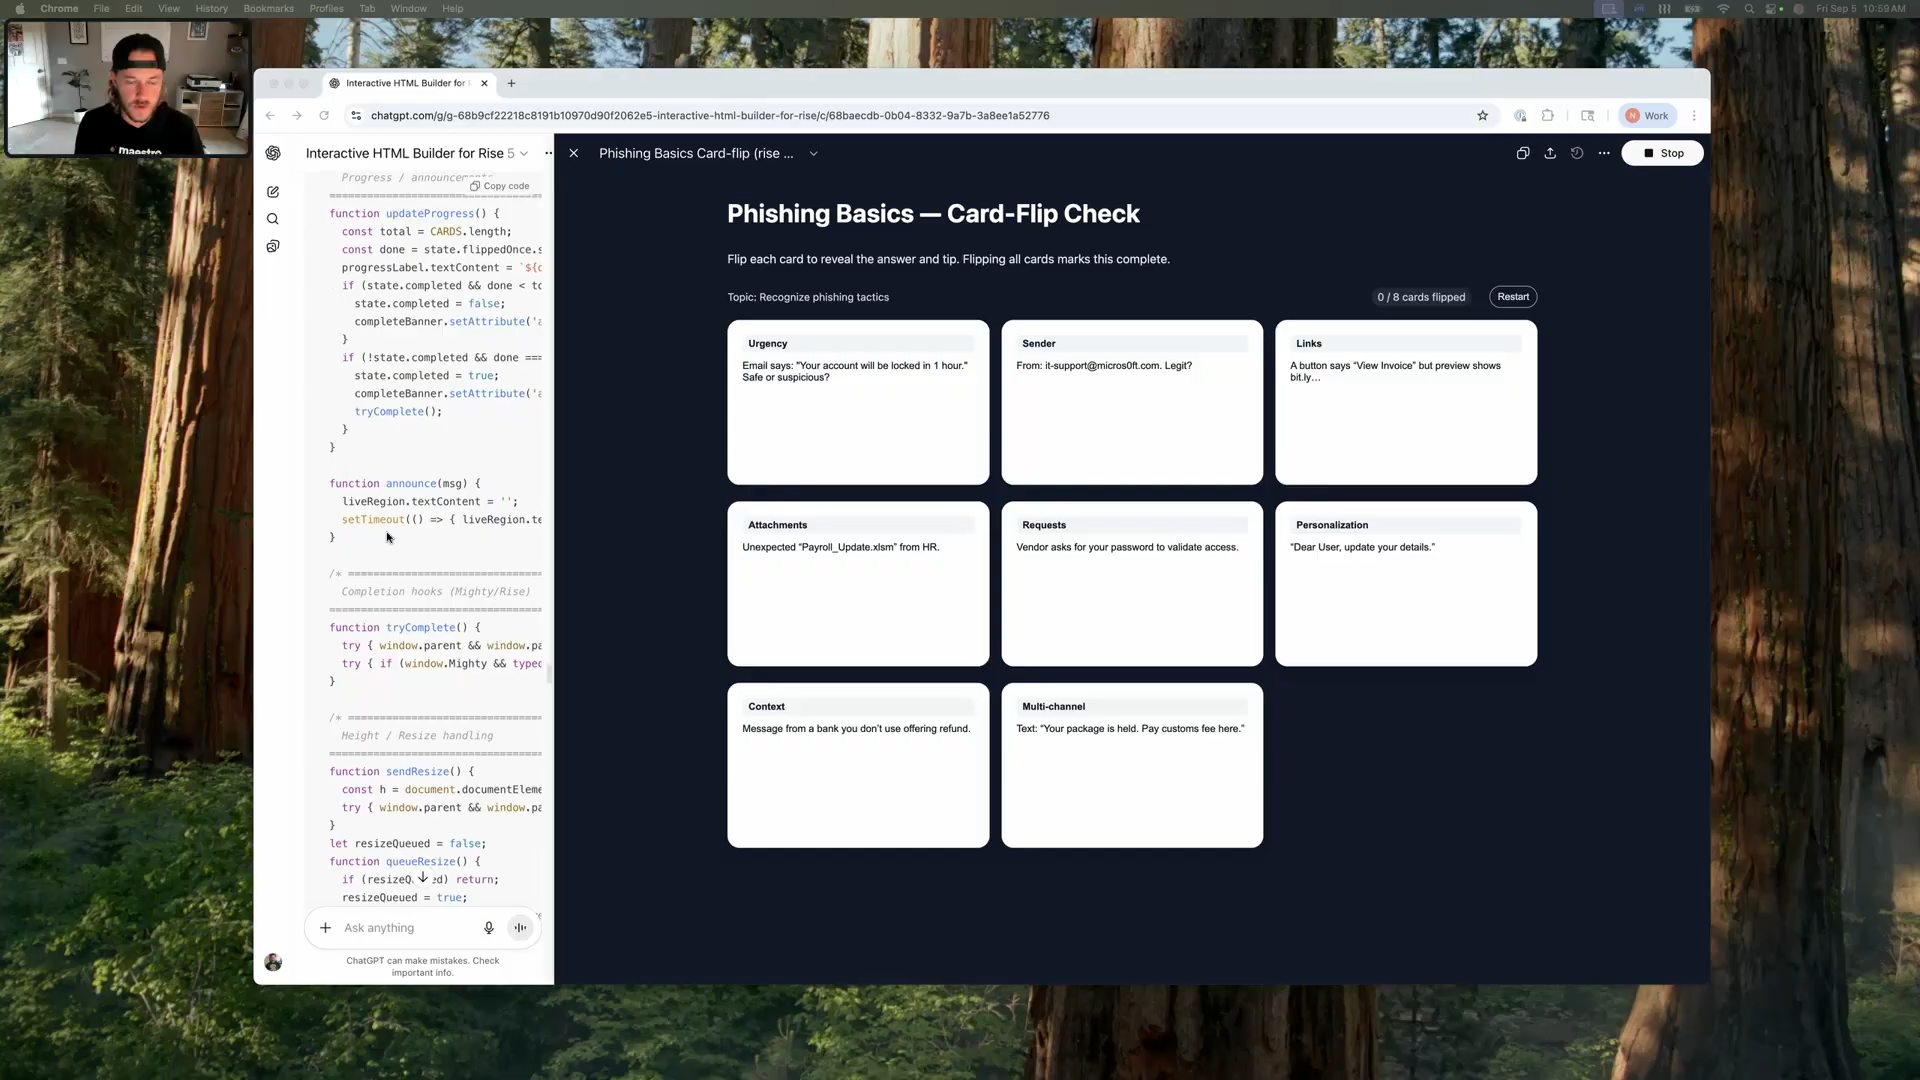 Chrome File Edit View History Bookmarks Profiles Tab Window Help
Fri Sep 5 10:59 AM
maestro
Interactive HTML Builder for
chatgpt.com/g/g-68b9cf22218c8191b10970d90f2062e5-interactive-html-builder-for-rise/c/68baecdb-0b04-8332-9a7b-3a8ee1a52776
N Work
Interactive HTML Builder for Rise 5
Progress / announcements
Copy code
====================================
function updateProgress() {
const total = CARDS.length;
const done = state.flippedOnce.s
progressLabel.textContent = `${
if (state.completed && done < to
state.completed = false;
completeBanner.setAttribute('a
}
if (!state.completed && done ===
state.completed = true;
completeBanner.setAttribute('a
tryComplete();
}
}
function announce(msg) {
liveRegion.textContent = '';
setTimeout(() => { liveRegion.te
}
/* ===============================
Completion hooks (Mighty/Rise)
====================================
function tryComplete() {
try { window.parent && window.pa
try { if (window.Mighty && typeo
}
/* ===============================
Height / Resize handling
====================================
function sendResize() {
const h = document.documentEleme
try { window.parent && window.pa
}
let resizeQueued = false;
function queueResize() {
if (resizeQ ed) return;
resizeQueued = true;
Ask anything
ChatGPT can make mistakes. Check
important info.
Phishing Basics Card-flip (rise ...
Stop
Phishing Basics — Card-Flip Check
Flip each card to reveal the answer and tip. Flipping all cards marks this complete.
Topic: Recognize phishing tactics
0 / 8 cards flipped
Restart
Urgency
Email says: "Your account will be locked in 1 hour."
Safe or suspicious?
Sender
From: it-support@micros0ft.com. Legit?
Links
A button says “View Invoice” but preview shows
bit.ly…
Attachments
Unexpected “Payroll_Update.xlsm” from HR.
Requests
Vendor asks for your password to validate access.
Personalization
“Dear User, update your details.”
Context
Message from a bank you don’t use offering refund.
Multi-channel
Text: “Your package is held. Pay customs fee here.”